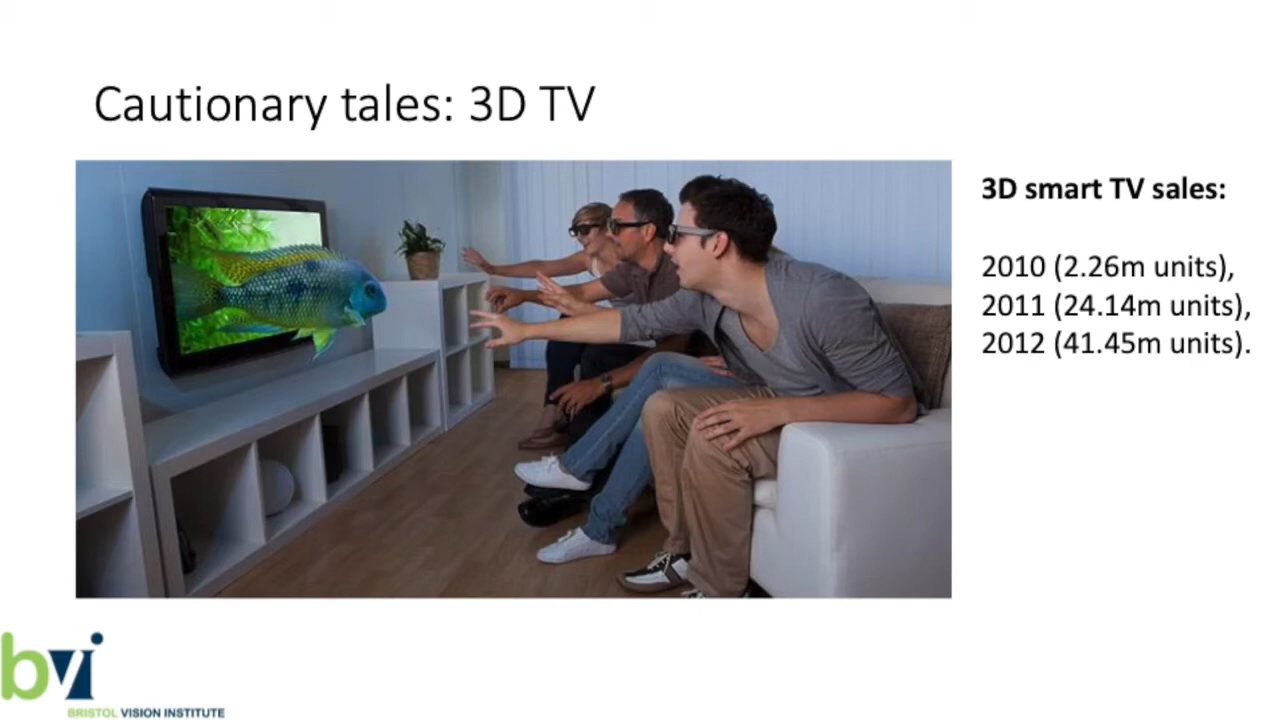 Cautionary tales: 3D TV
3D smart TV sales:
2010 (2.26m units),
2011 (24.14m units),
2012 (41.45m units).
bvi
BRISTOL VISION INSTITUTE